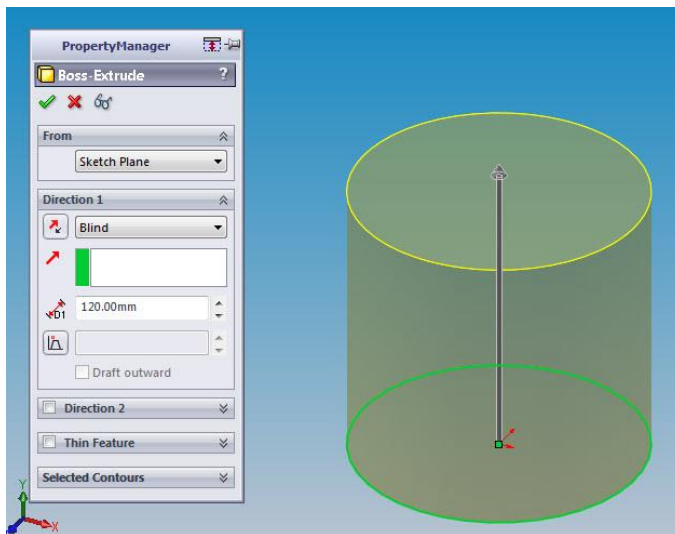 PropertyManager
Boss-Extrude ?
From
Sketch Plane
Direction 1
Blind
D1 120.00mm
Draft outward
Direction 2
Thin Feature
Selected Contours
Y
X